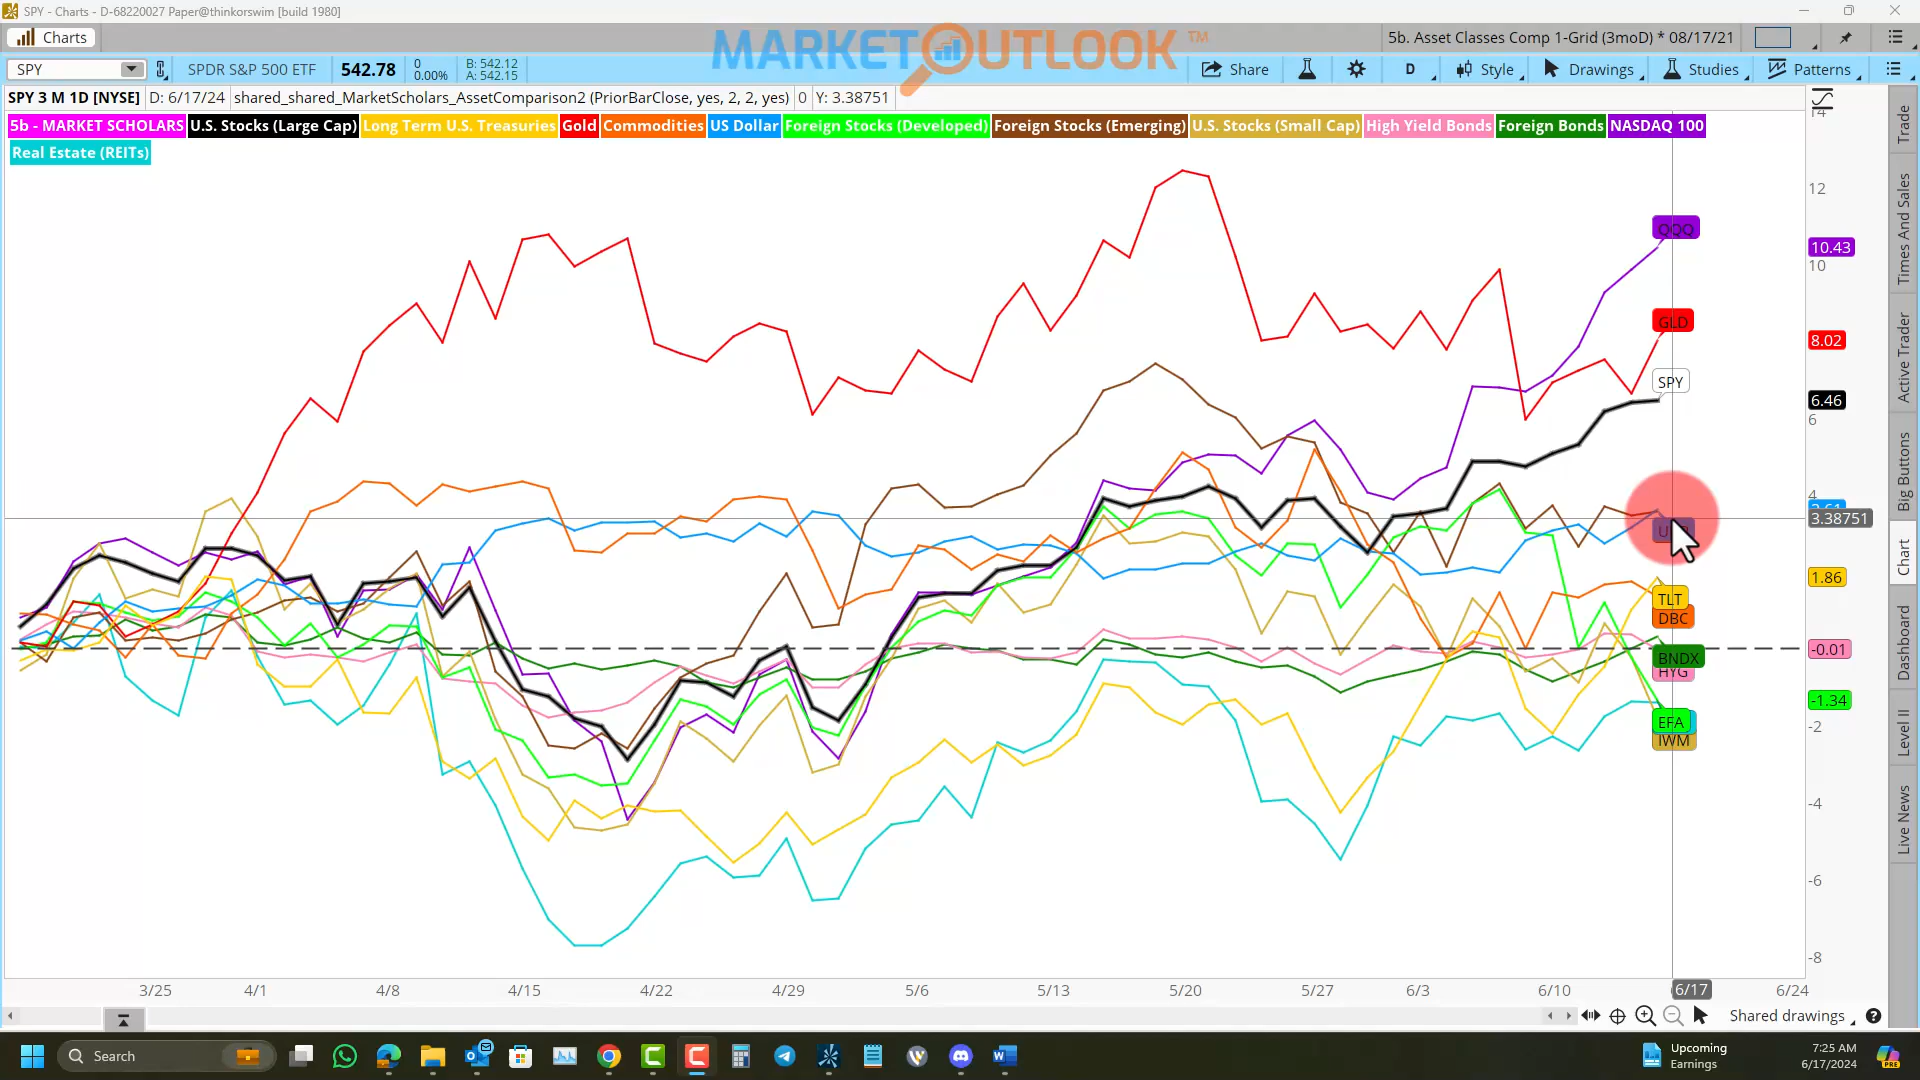 SPY - Charts - D-68220027 Paper@thinkorswim [build 1980]
Charts
MARKET OUTLOOK ™
5b. Asset Classes Comp 1-Grid (3moD) * 08/17/21
SPY
SPDR S&P 500 ETF
542.78
0
0.00%
B: 542.12
A: 542.15
Share
D
Style
Drawings
Studies
Patterns
SPY 3 M 1D [NYSE] D: 6/17/24 shared_shared_MarketScholars_AssetComparison2 (PriorBarClose, yes, 2, 2, yes) 0 Y: 3.38751
5b - MARKET SCHOLARS U.S. Stocks (Large Cap) Long Term U.S. Treasuries Gold Commodities US Dollar Foreign Stocks (Developed) Foreign Stocks (Emerging) U.S. Stocks (Small Cap) High Yield Bonds Foreign Bonds NASDAQ 100
Real Estate (REITs)
14
12
QQQ
10.43
10
GLD
8.02
SPY
6.46
6
4
3.38751
1.86
TLT
DBC
-0.01
BNDX
HYG
-1.34
EFA
-2
IWM
-4
-6
-8
3/25 4/1 4/8 4/15 4/22 4/29 5/6 5/13 5/20 5/27 6/3 6/10 6/17 6/24
Shared drawings
Trade
Times And Sales
Active Trader
Big Buttons
Chart
Dashboard
Level II
Live News
Search
Upcoming
Earnings
7:25 AM
6/17/2024
PRE